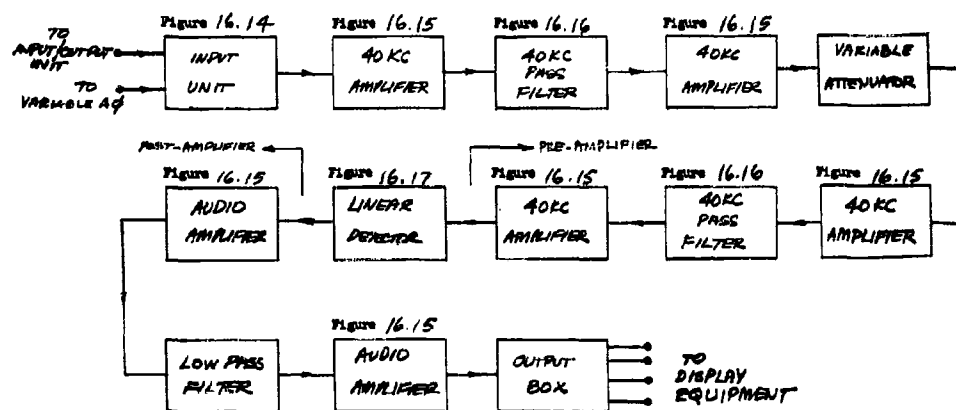 Figure 16.14
Figure 16.15
Figure 16.16
Figure 16.15
TO
INPUT/OUTPUT
UNIT
TO
VARIABLE AΦ
INPUT
UNIT
40KC
AMPLIFIER
40KC
PASS
FILTER
40KC
AMPLIFIER
VARIABLE
ATTENUATOR
POST-AMPLIFIER
PRE-AMPLIFIER
Figure 16.15
Figure 16.17
Figure 16.15
Figure 16.16
Figure 16.15
AUDIO
AMPLIFIER
LINEAR
DETECTOR
40KC
AMPLIFIER
40KC
PASS
FILTER
40KC
AMPLIFIER
Figure 16.15
LOW PASS
FILTER
AUDIO
AMPLIFIER
OUTPUT
BOX
TO
DISPLAY
EQUIPMENT